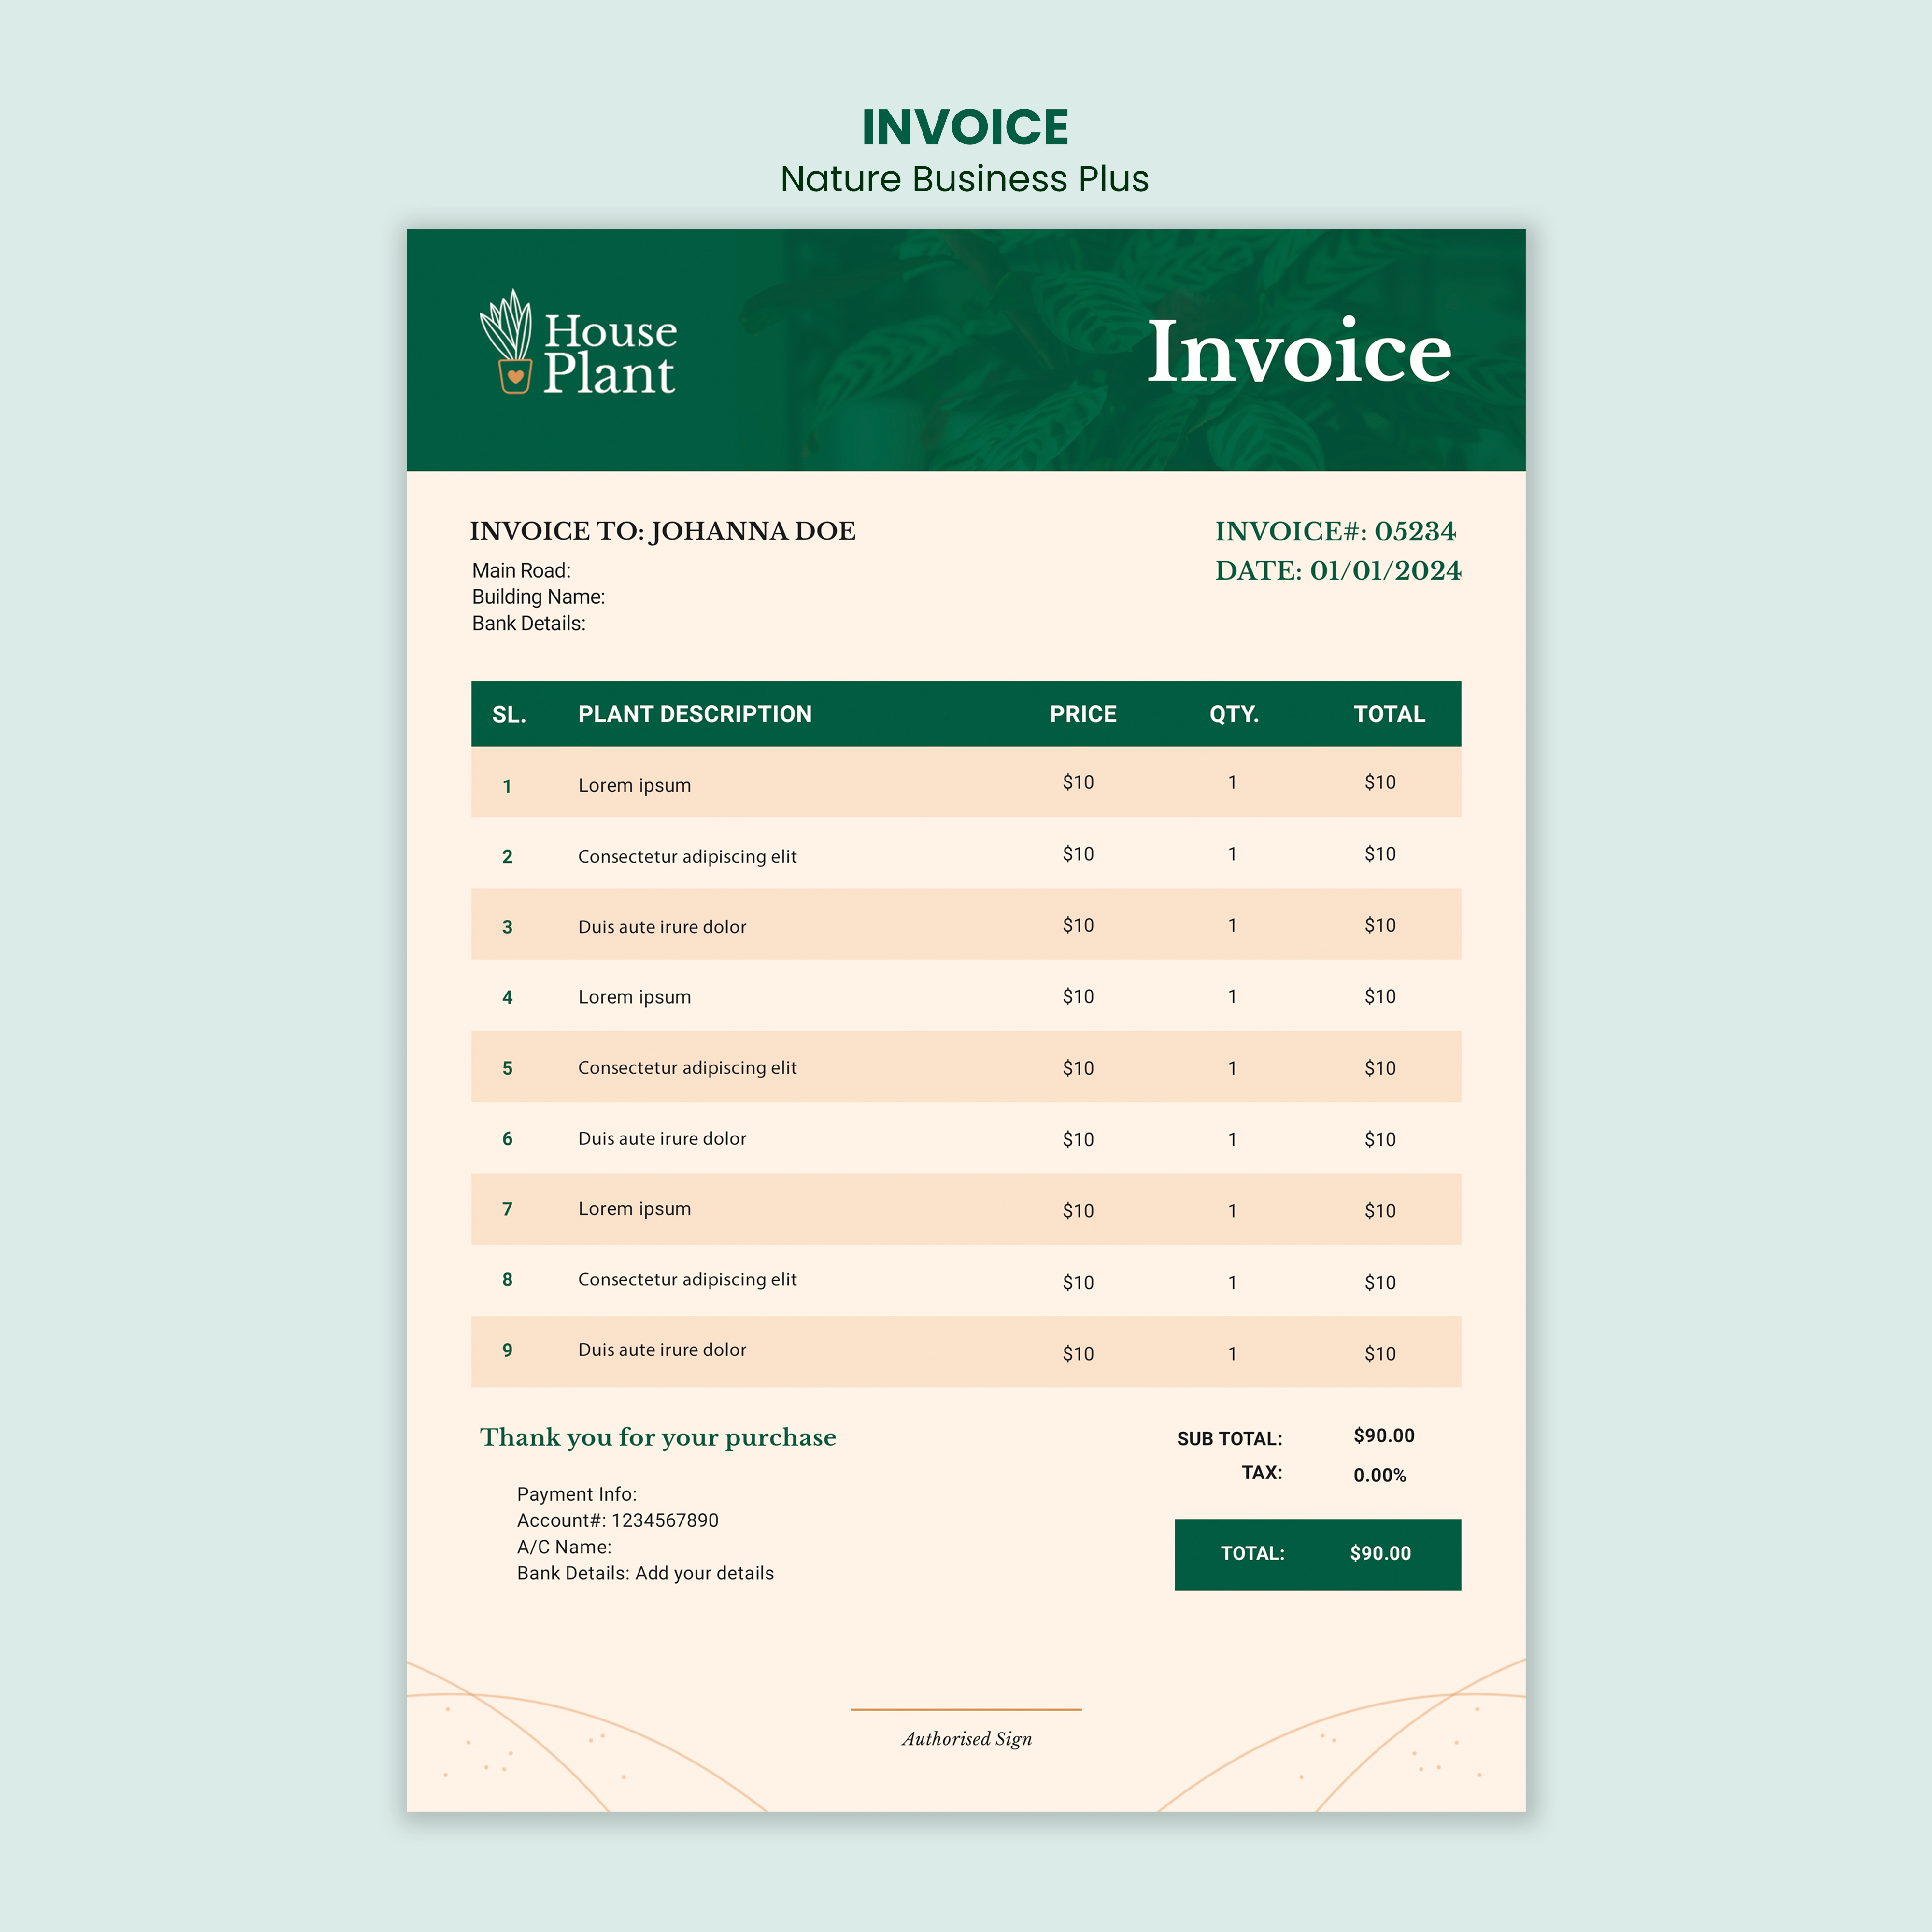 INVOICE
Nature Business Plus
House
Plant
Invoice
INVOICE TO: JOHANNA DOE
Main Road:
Building Name:
Bank Details:
INVOICE#: 05234
DATE: 01/01/2024
SL. PLANT DESCRIPTION PRICE QTY. TOTAL
1 Lorem ipsum $10 1 $10
2 Consectetur adipiscing elit $10 1 $10
3 Duis aute irure dolor $10 1 $10
4 Lorem ipsum $10 1 $10
5 Consectetur adipiscing elit $10 1 $10
6 Duis aute irure dolor $10 1 $10
7 Lorem ipsum $10 1 $10
8 Consectetur adipiscing elit $10 1 $10
9 Duis aute irure dolor $10 1 $10
Thank you for your purchase
Payment Info:
Account#: 1234567890
A/C Name:
Bank Details: Add your details
SUB TOTAL: $90.00
TAX: 0.00%
TOTAL: $90.00
Authorised Sign